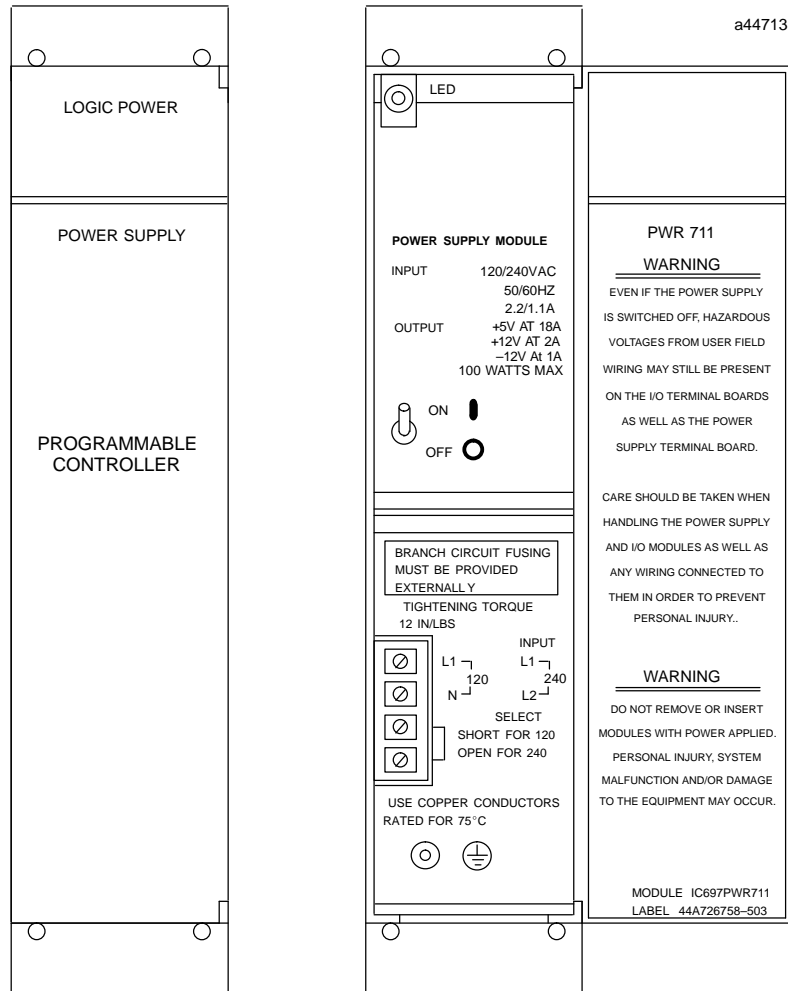 a44713
LOGIC POWER
POWER SUPPLY
PROGRAMMABLE
CONTROLLER
LED
POWER SUPPLY MODULE
INPUT 120/240VAC
50/60HZ
2.2/1.1A
OUTPUT +5V AT 18A
+12V AT 2A
–12V At 1A
100 WATTS MAX
ON
OFF
BRANCH CIRCUIT FUSING
MUST BE PROVIDED
EXTERNALL Y
TIGHTENING TORQUE
12 IN/LBS
INPUT
L1 L1
120 240
N L2
SELECT
SHORT FOR 120
OPEN FOR 240
USE COPPER CONDUCTORS
RATED FOR 75°C
PWR 711
WARNING
EVEN IF THE POWER SUPPLY
IS SWITCHED OFF, HAZARDOUS
VOLTAGES FROM USER FIELD
WIRING MAY STILL BE PRESENT
ON THE I/O TERMINAL BOARDS
AS WELL AS THE POWER
SUPPLY TERMINAL BOARD.
CARE SHOULD BE TAKEN WHEN
HANDLING THE POWER SUPPLY
AND I/O MODULES AS WELL AS
ANY WIRING CONNECTED TO
THEM IN ORDER TO PREVENT
PERSONAL INJURY..
WARNING
DO NOT REMOVE OR INSERT
MODULES WITH POWER APPLIED.
PERSONAL INJURY, SYSTEM
MALFUNCTION AND/OR DAMAGE
TO THE EQUIPMENT MAY OCCUR.
MODULE IC697PWR711
LABEL 44A726758–503